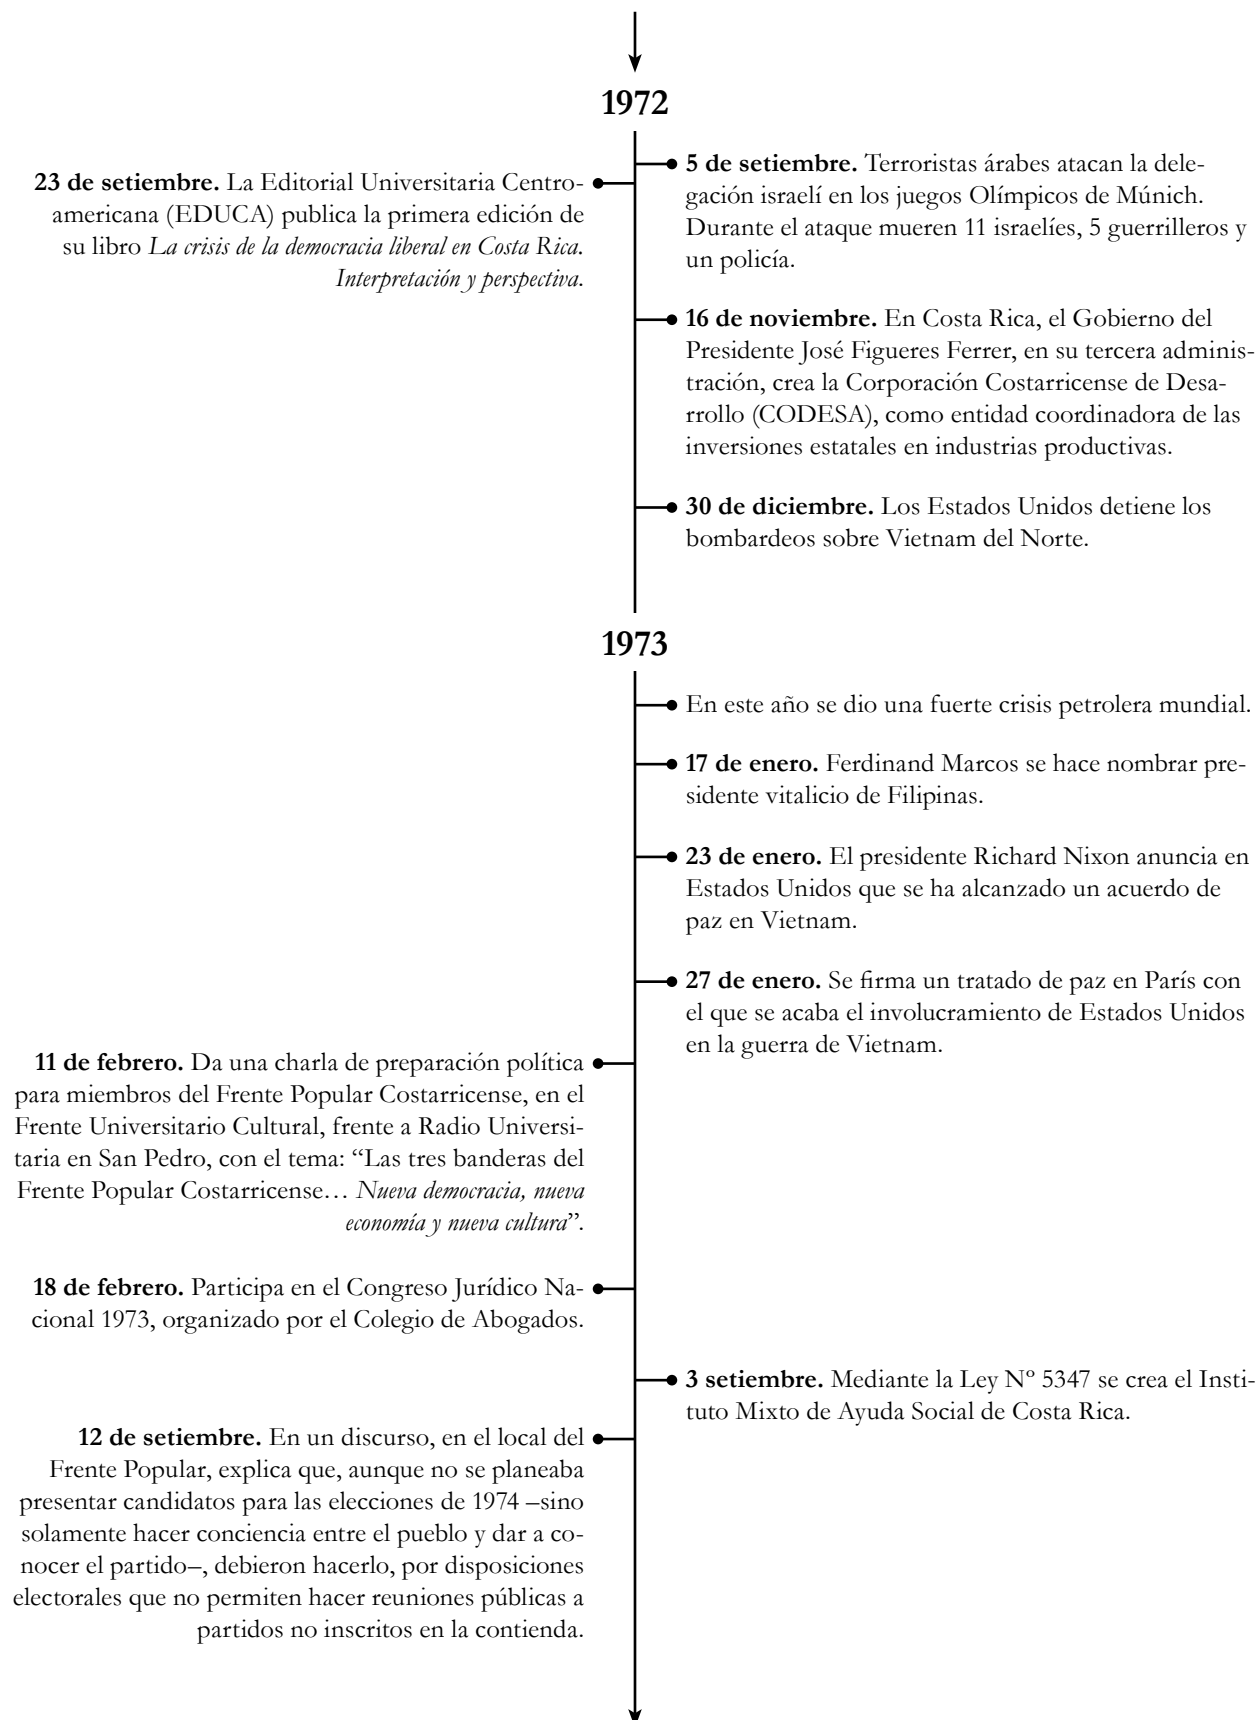 1972
23 de setiembre. La Editorial Universitaria Centro-
americana (EDUCA) publica la primera edición de
su libro La crisis de la democracia liberal en Costa Rica.
Interpretación y perspectiva.
5 de setiembre. Terroristas árabes atacan la dele-
gación israelí en los juegos Olímpicos de Múnich.
Durante el ataque mueren 11 israelíes, 5 guerrilleros y
un policía.
16 de noviembre. En Costa Rica, el Gobierno del
Presidente José Figueres Ferrer, en su tercera adminis-
tración, crea la Corporación Costarricense de Desa-
rrollo (CODESA), como entidad coordinadora de las
inversiones estatales en industrias productivas.
30 de diciembre. Los Estados Unidos detiene los
bombardeos sobre Vietnam del Norte.
1973
En este año se dio una fuerte crisis petrolera mundial.
17 de enero. Ferdinand Marcos se hace nombrar pre-
sidente vitalicio de Filipinas.
23 de enero. El presidente Richard Nixon anuncia en
Estados Unidos que se ha alcanzado un acuerdo de
paz en Vietnam.
27 de enero. Se firma un tratado de paz en París con
el que se acaba el involucramiento de Estados Unidos
en la guerra de Vietnam.
11 de febrero. Da una charla de preparación política
para miembros del Frente Popular Costarricense, en el
Frente Universitario Cultural, frente a Radio Universi-
taria en San Pedro, con el tema: “Las tres banderas del
Frente Popular Costarricense… Nueva democracia, nueva
economía y nueva cultura”.
18 de febrero. Participa en el Congreso Jurídico Na-
cional 1973, organizado por el Colegio de Abogados.
3 setiembre. Mediante la Ley Nº 5347 se crea el Insti-
tuto Mixto de Ayuda Social de Costa Rica.
12 de setiembre. En un discurso, en el local del
Frente Popular, explica que, aunque no se planeaba
presentar candidatos para las elecciones de 1974 –sino
solamente hacer conciencia entre el pueblo y dar a co-
nocer el partido–, debieron hacerlo, por disposiciones
electorales que no permiten hacer reuniones públicas a
partidos no inscritos en la contienda.